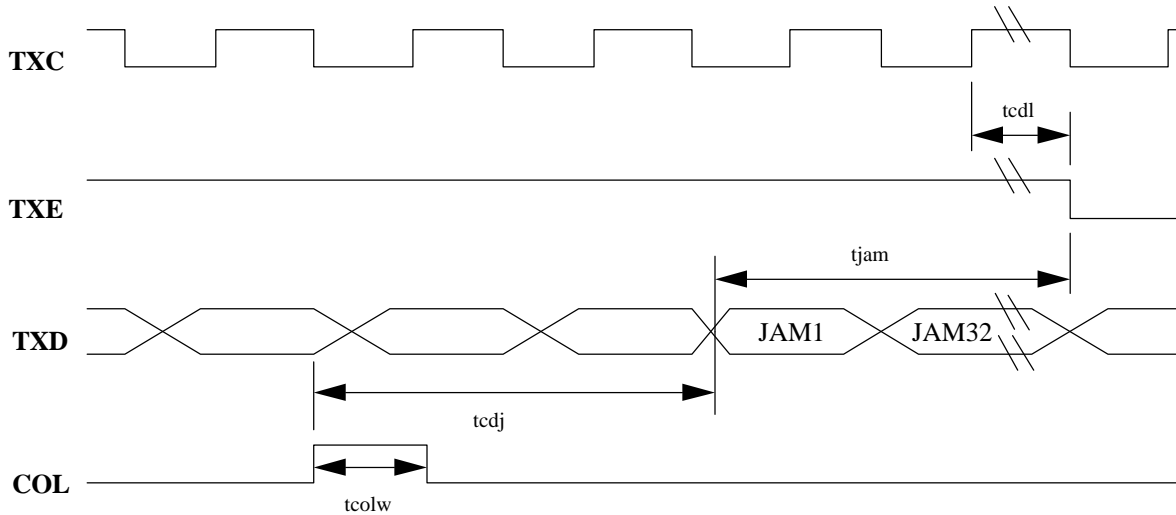 TXC
tcdl
TXE
tjam
TXD
JAM1
JAM32
tcdj
COL
tcolw